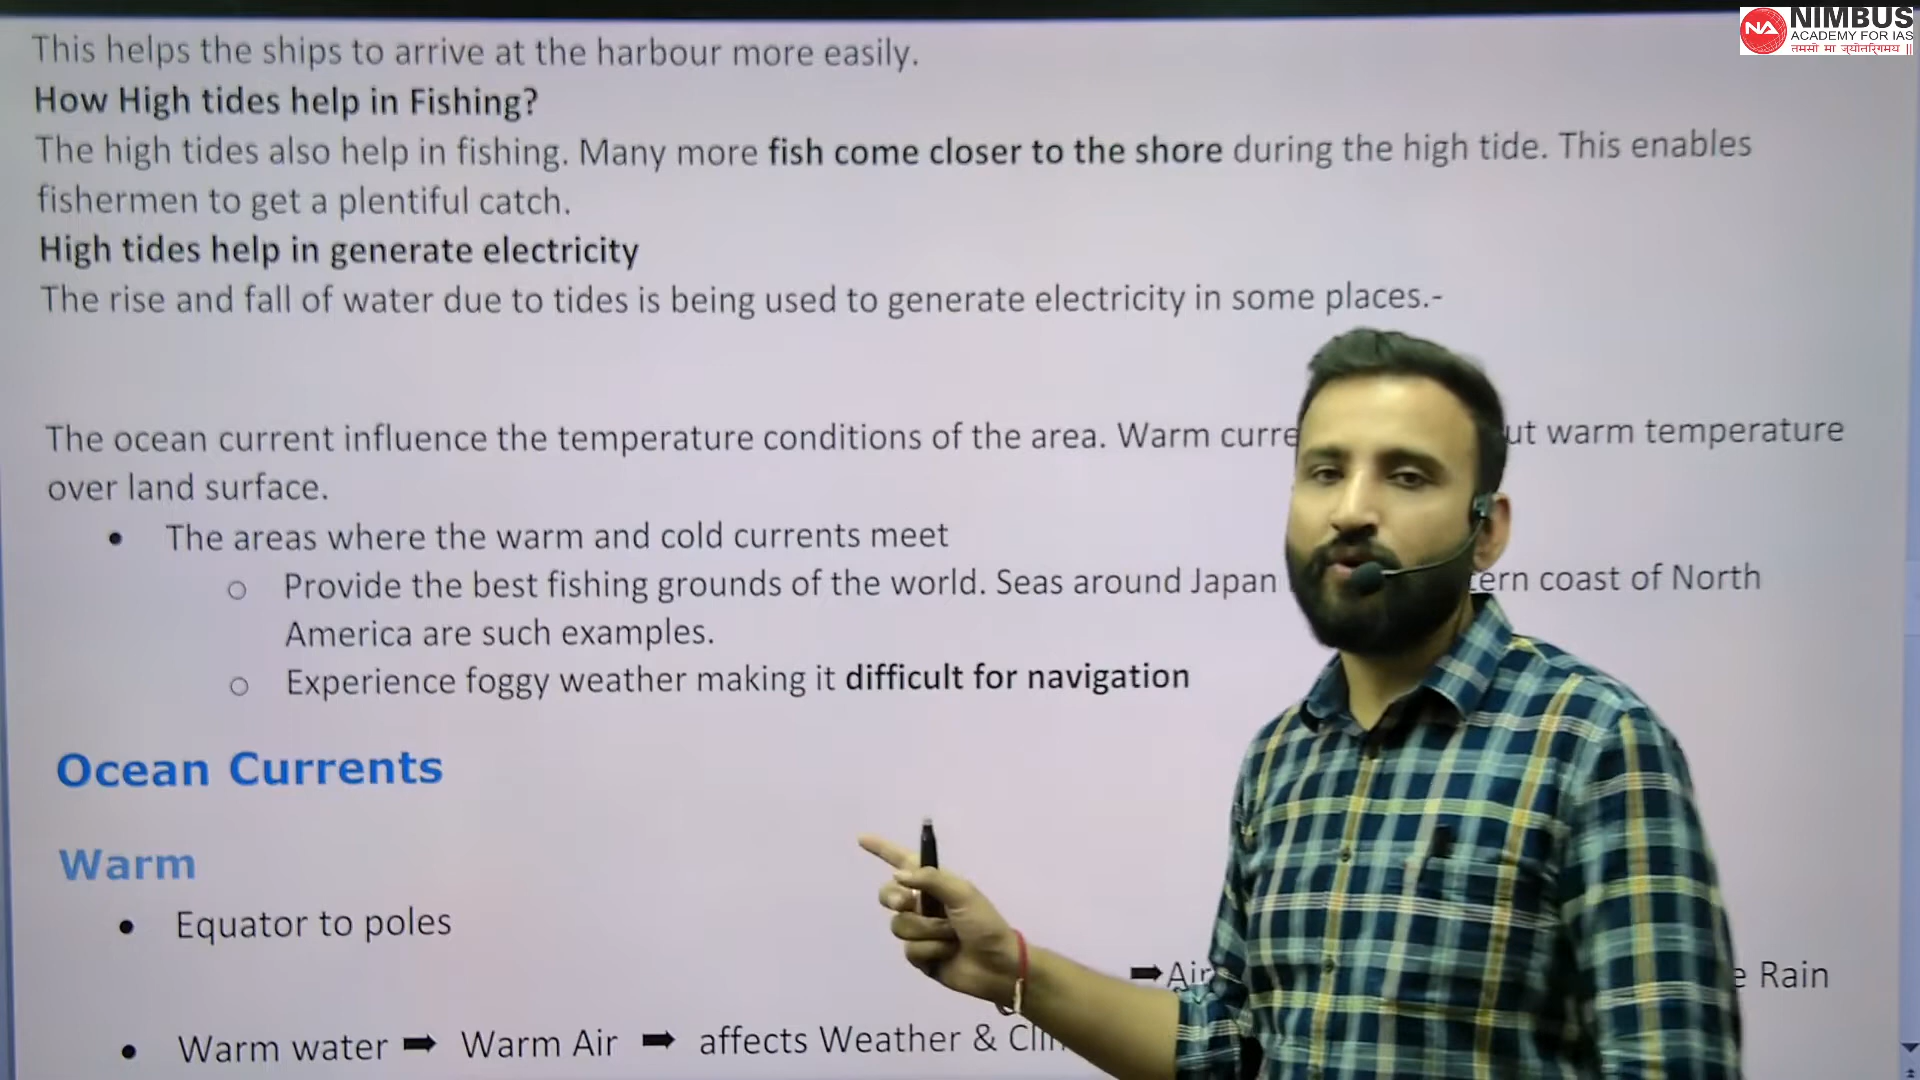 NIMBUS
ACADEMY FOR IAS
तमसो मा ज्योतिर्गमय ||
NA
This helps the ships to arrive at the harbour more easily.
How High tides help in Fishing?
The high tides also help in fishing. Many more fish come closer to the shore during the high tide. This enables
fishermen to get a plentiful catch.
High tides help in generate electricity
The rise and fall of water due to tides is being used to generate electricity in some places.-
The ocean current influence the temperature conditions of the area. Warm warm temperature
over land surface.
• The areas where the warm and cold currents meet
o Provide the best fishing grounds of the world. Seas around Japan coast of North
America are such examples.
o Experience foggy weather making it difficult for navigation
Ocean Currents
Warm
• Equator to poles
➡Air Rain
• Warm water ➡ Warm Air ➡ affects Weather &